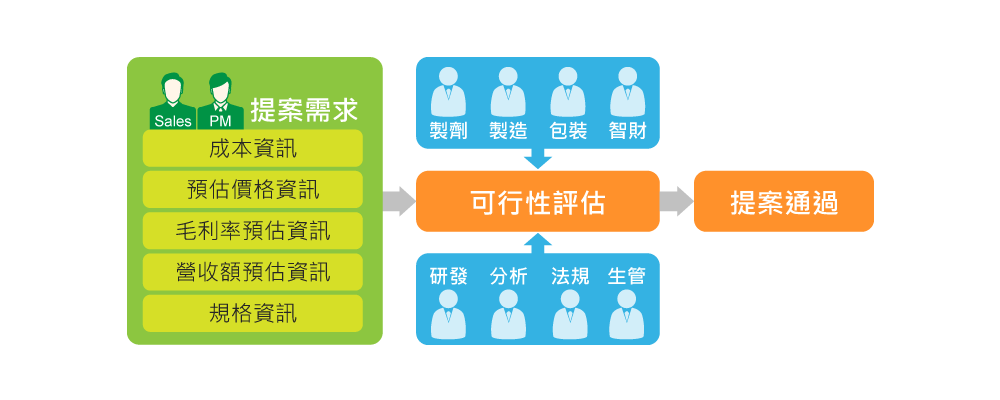 Sales PM 提案需求
成本資訊
預估價格資訊
毛利率預估資訊
營收額預估資訊
規格資訊
製劑 製造 包裝 智財
可行性評估
研發 分析 法規 生管
提案通過